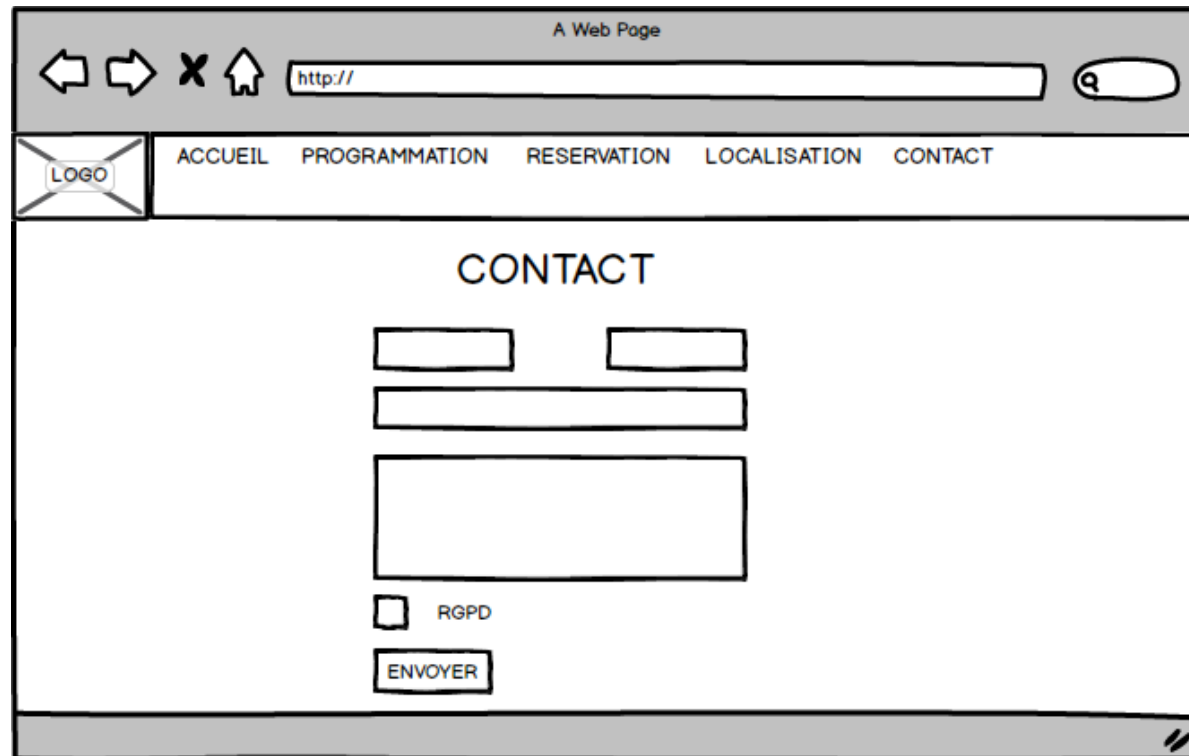 A Web Page
http://
LOGO
ACCUEIL PROGRAMMATION RESERVATION LOCALISATION CONTACT
CONTACT
RGPD
ENVOYER